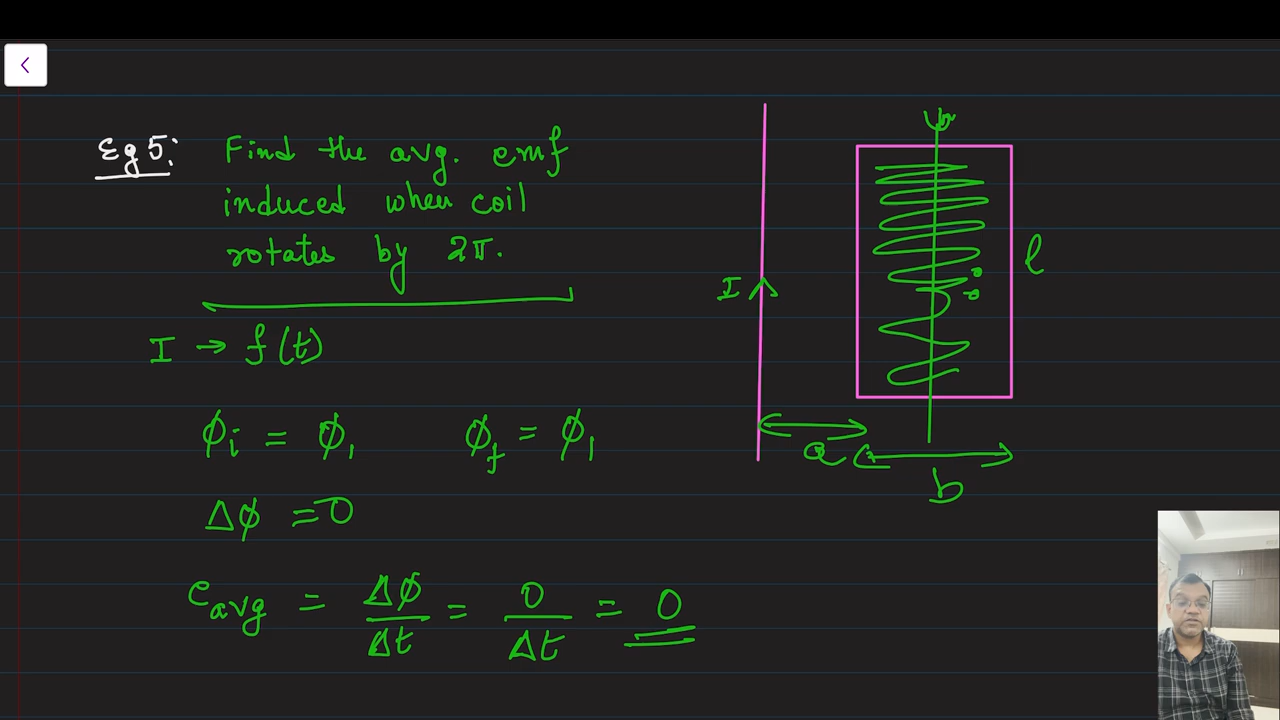 Eg 5: Find the avg. emf
induced when coil
rotates by 2π.
I → f(t)
ϕi = ϕ1 ϕf = ϕ1
Δϕ = 0
eavg = Δϕ/Δt = 0/Δt = 0
I
l
a
b